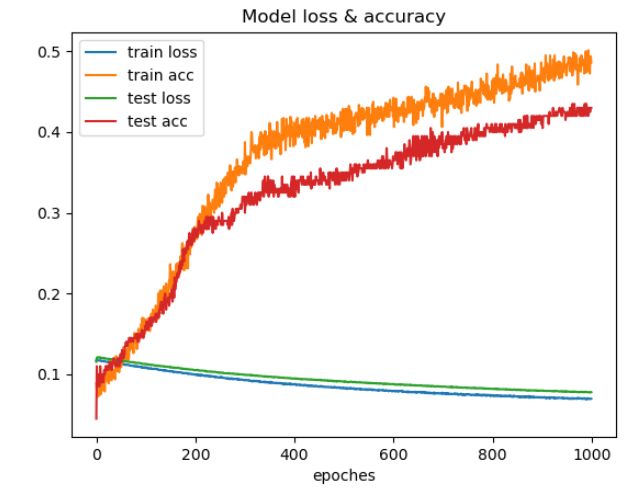 Model loss & accuracy
train loss
train acc
test loss
test acc
0.5
0.4
0.3
0.2
0.1
0 200 400 600 800 1000
epoches